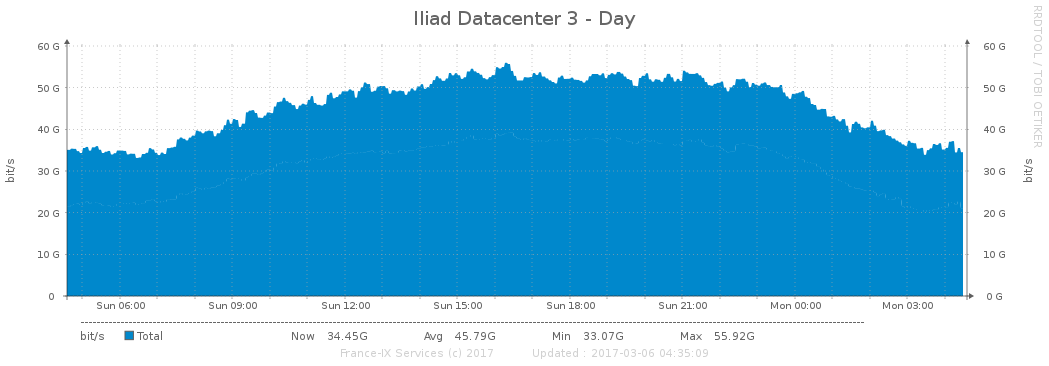 Iliad Datacenter 3 - Day
RRDTOOL / TOBI OETIKER
60 G 60 G
50 G 50 G
40 G 40 G
30 G 30 G
20 G 20 G
10 G 10 G
0 0 G
bit/s bit/s
Sun 06:00 Sun 09:00 Sun 12:00 Sun 15:00 Sun 18:00 Sun 21:00 Mon 00:00 Mon 03:00
bit/s Total Now 34.45G Avg 45.79G Min 33.07G Max 55.92G
France-IX Services (c) 2017 Updated : 2017-03-06 04:35:09